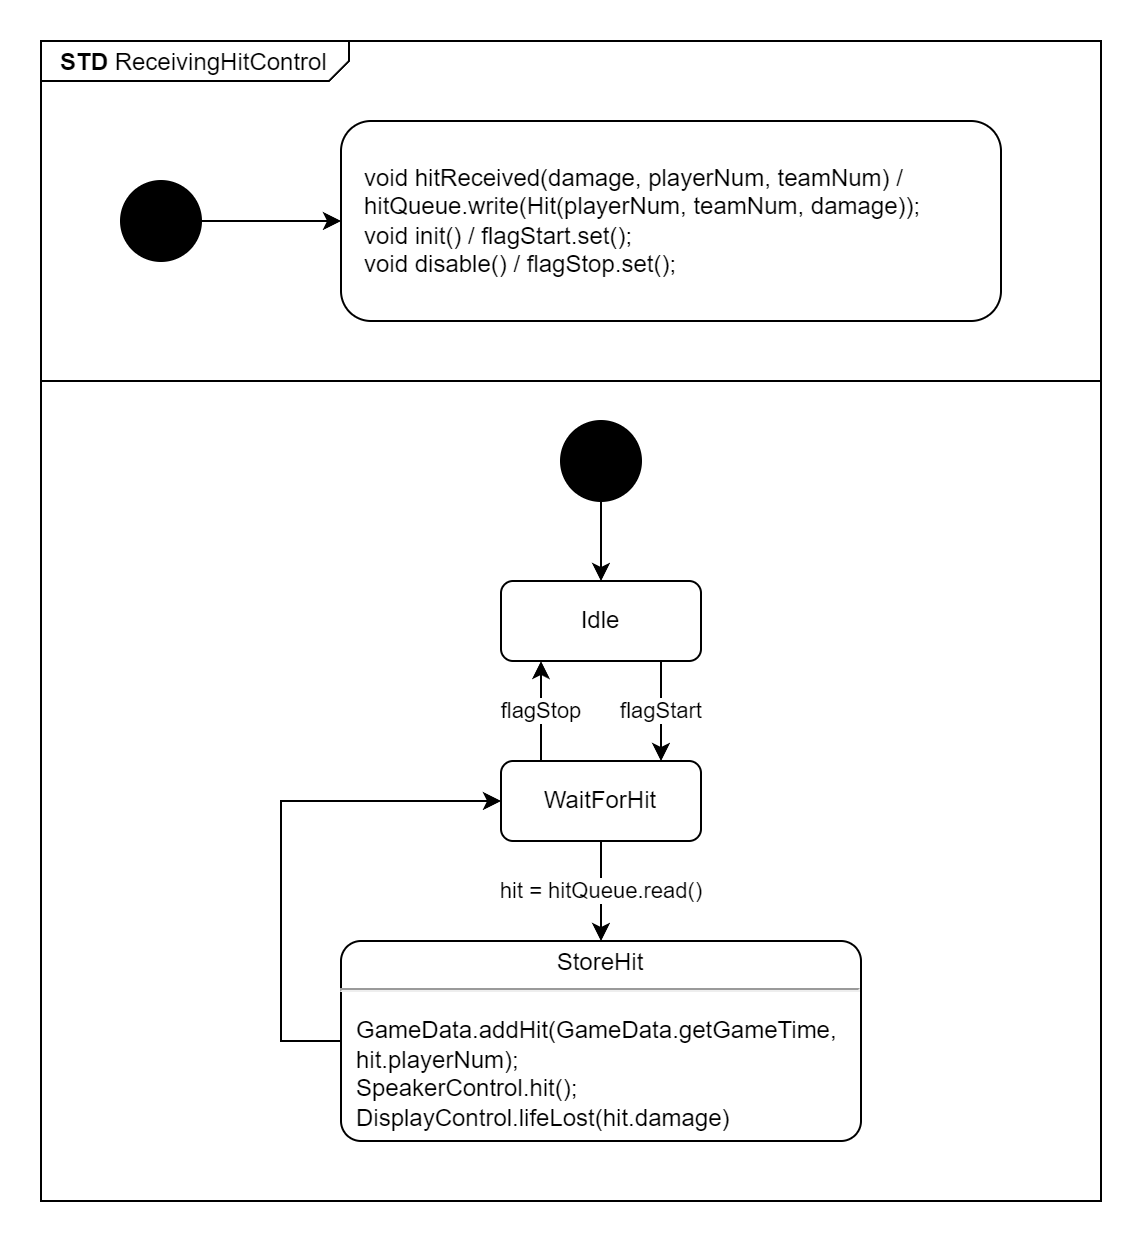 STD ReceivingHitControl
void hitReceived(damage, playerNum, teamNum) /
hitQueue.write(Hit(playerNum, teamNum, damage));
void init() / flagStart.set();
void disable() / flagStop.set();
Idle
flagStop
flagStart
WaitForHit
hit = hitQueue.read()
StoreHit
GameData.addHit(GameData.getGameTime,
hit.playerNum);
SpeakerControl.hit();
DisplayControl.lifeLost(hit.damage)